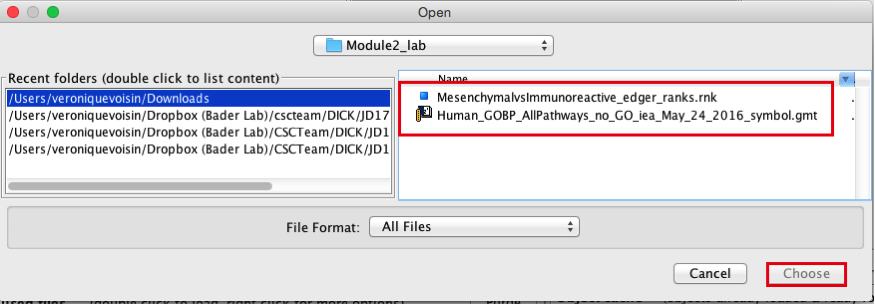 Open
Module2_lab
Recent folders (double click to list content)
/Users/veroniquevoisin/Downloads
/Users/veroniquevoisin/Dropbox (Bader Lab)/cscteam/DICK/JD17
/Users/veroniquevoisin/Dropbox (Bader Lab)/CSCTeam/DICK/JD1
/Users/veroniquevoisin/Dropbox (Bader Lab)/CSCTeam/DICK/JD1
Name
MesenchymalvsImmunoreactive_edger_ranks.rnk
Human_GOBP_AllPathways_no_GO_iea_May_24_2016_symbol.gmt
File Format: All Files
Cancel
Choose